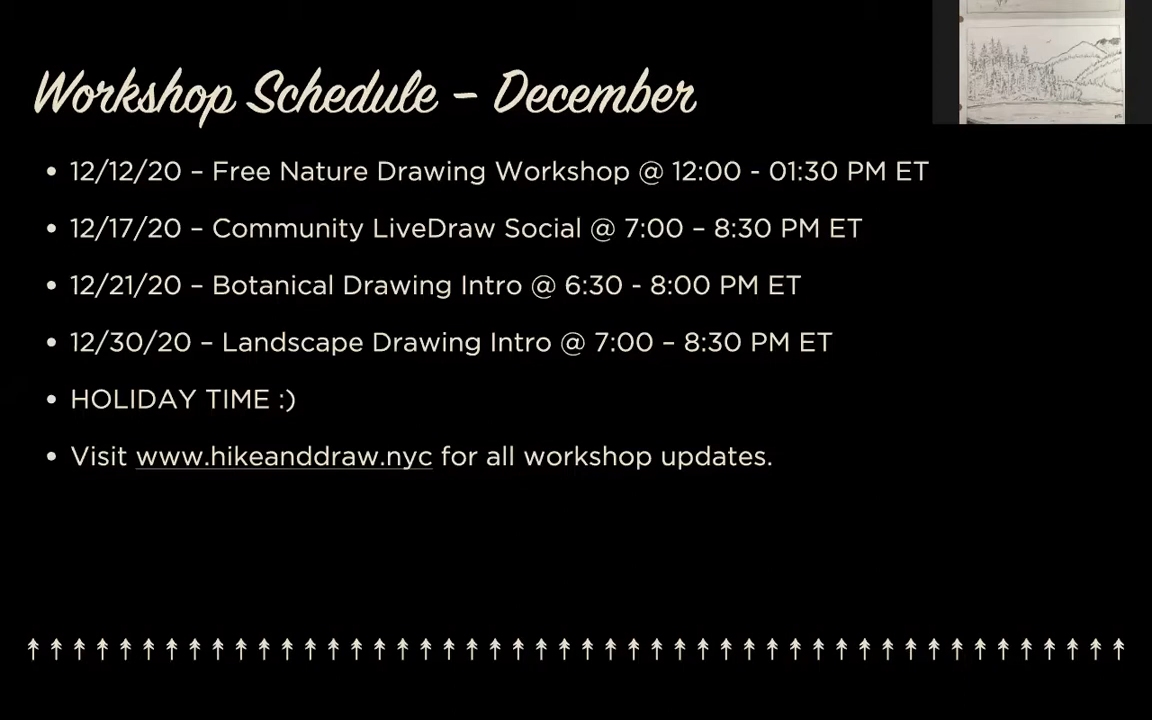 Workshop Schedule – December
• 12/12/20 – Free Nature Drawing Workshop @ 12:00 - 01:30 PM ET
• 12/17/20 – Community LiveDraw Social @ 7:00 – 8:30 PM ET
• 12/21/20 – Botanical Drawing Intro @ 6:30 - 8:00 PM ET
• 12/30/20 – Landscape Drawing Intro @ 7:00 – 8:30 PM ET
• HOLIDAY TIME :)
• Visit www.hikeanddraw.nyc for all workshop updates.